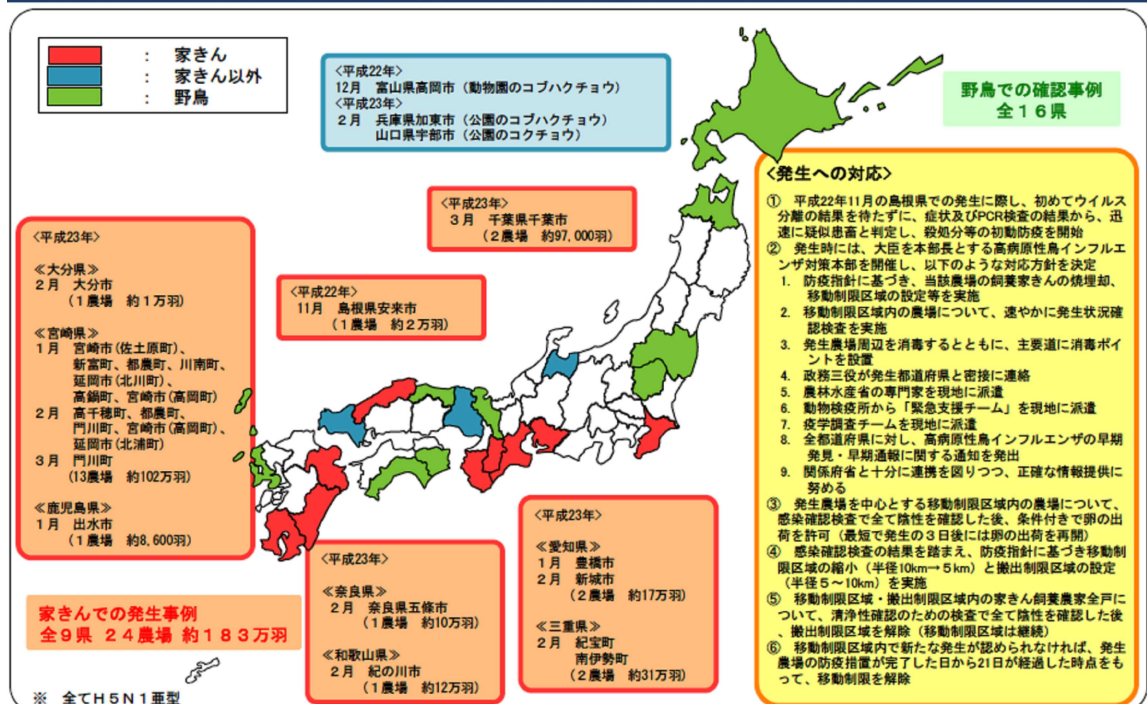 ： 家きん
： 家きん以外
： 野鳥
<平成22年>
12月 富山県高岡市（動物園のコブハクチョウ）
<平成23年>
２月 兵庫県加東市（公園のコブハクチョウ）
山口県宇部市（公園のコクチョウ）
野鳥での確認事例
全１６県
<平成23年>
３月 千葉県千葉市
（２農場 約97,000羽）
<平成22年>
11月 島根県安来市
（１農場 約２万羽）
<平成23年>
≪大分県≫
２月 大分市
（１農場 約１万羽）
≪宮崎県≫
１月 宮崎市(佐土原町)、
新富町、都農町、川南町、
延岡市(北川町)、
高鍋町、宮崎市(高岡町)
２月 高千穂町、都農町、
門川町、宮崎市(高岡町)、
延岡市(北浦町)
３月 門川町
（13農場 約102万羽）
≪鹿児島県≫
１月 出水市
（１農場 約8,600羽）
家きんでの発生事例
全９県 ２４農場 約１８３万羽
※ 全てＨ５Ｎ１亜型
<平成23年>
≪奈良県≫
２月 奈良県五條市
（１農場 約10万羽）
≪和歌山県≫
２月 紀の川市
（１農場 約12万羽）
<平成23年>
≪愛知県≫
１月 豊橋市
２月 新城市
（２農場 約17万羽）
≪三重県≫
２月 紀宝町
南伊勢町
（２農場 約31万羽）
<発生への対応>
① 平成22年11月の島根県での発生に際し、初めてウイルス
分離の結果を待たずに、症状及びPCR検査の結果から、迅
速に疑似患畜と判定し、殺処分等の初動防疫を開始
② 発生時には、大臣を本部長とする高病原性鳥インフルエ
ンザ対策本部を開催し、以下のような対応方針を決定
1. 防疫指針に基づき、当該農場の飼養家きんの焼埋却、
移動制限区域の設定等を実施
2. 移動制限区域内の農場について、速やかに発生状況確
認検査を実施
3. 発生農場周辺を消毒するとともに、主要道に消毒ポイ
ントを設置
4. 政務三役が発生都道府県と密接に連絡
5. 農林水産省の専門家を現地に派遣
6. 動物検疫所から「緊急支援チーム」を現地に派遣
7. 疫学調査チームを現地に派遣
8. 全都道府県に対し、高病原性鳥インフルエンザの早期
発見・早期通報に関する通知を発出
9. 関係府省と十分に連携を図りつつ、正確な情報提供に
努める
③ 発生農場を中心とする移動制限区域内の農場について、
感染確認検査で全て陰性を確認した後、条件付きで卵の出
荷を許可（最短で発生の３日後には卵の出荷を再開）
④ 感染確認検査の結果を踏まえ、防疫指針に基づき移動制
限区域の縮小（半径10km→５km）と搬出制限区域の設定
（半径５～10km）を実施
⑤ 移動制限区域・搬出制限区域内の家きん飼養農家全戸に
ついて、清浄性確認のための検査で全て陰性を確認した後
、搬出制限区域を解除（移動制限区域は継続）
⑥ 移動制限区域内で新たな発生が認められなければ、発生
農場の防疫措置が完了した日から21日が経過した時点をも
って、移動制限を解除